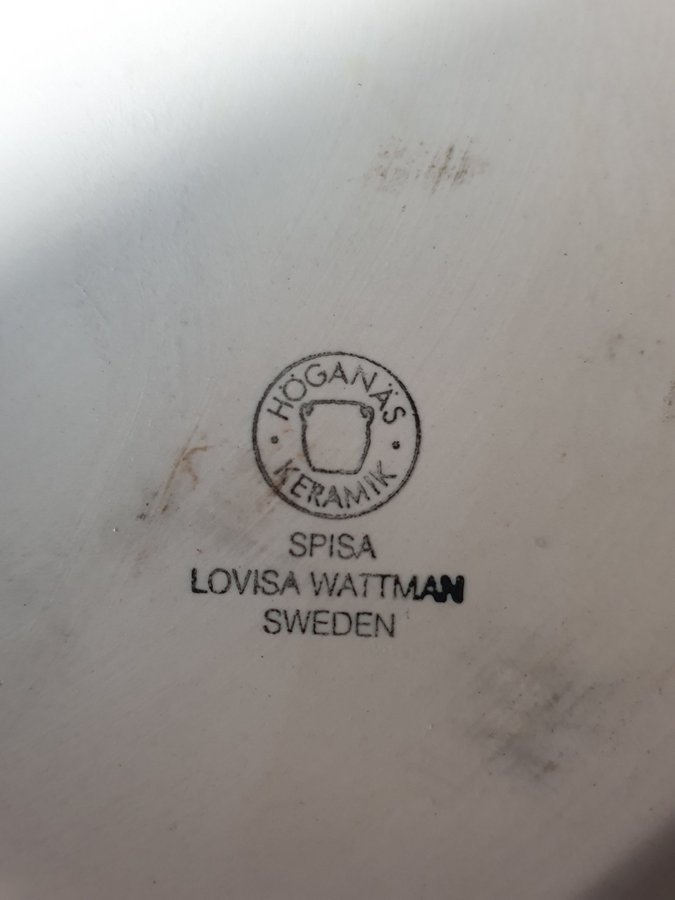 HÖGANÄS
KERAMIK
SPISA
LOVISA WATTMAN
SWEDEN